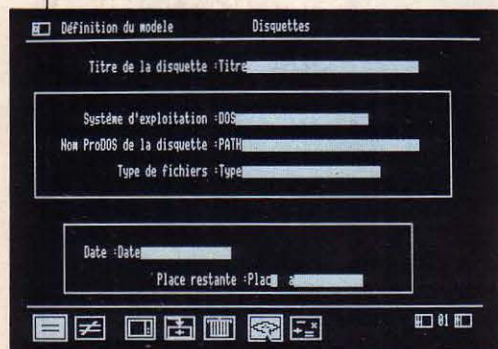 Définition du modele Disquettes
Titre de la disquette :Titre
Système d'exploitation :DOS
Nom ProDOS de la disquette :PATH
Type de fichiers :Type
Date :Date
Place restante :Plac a
01